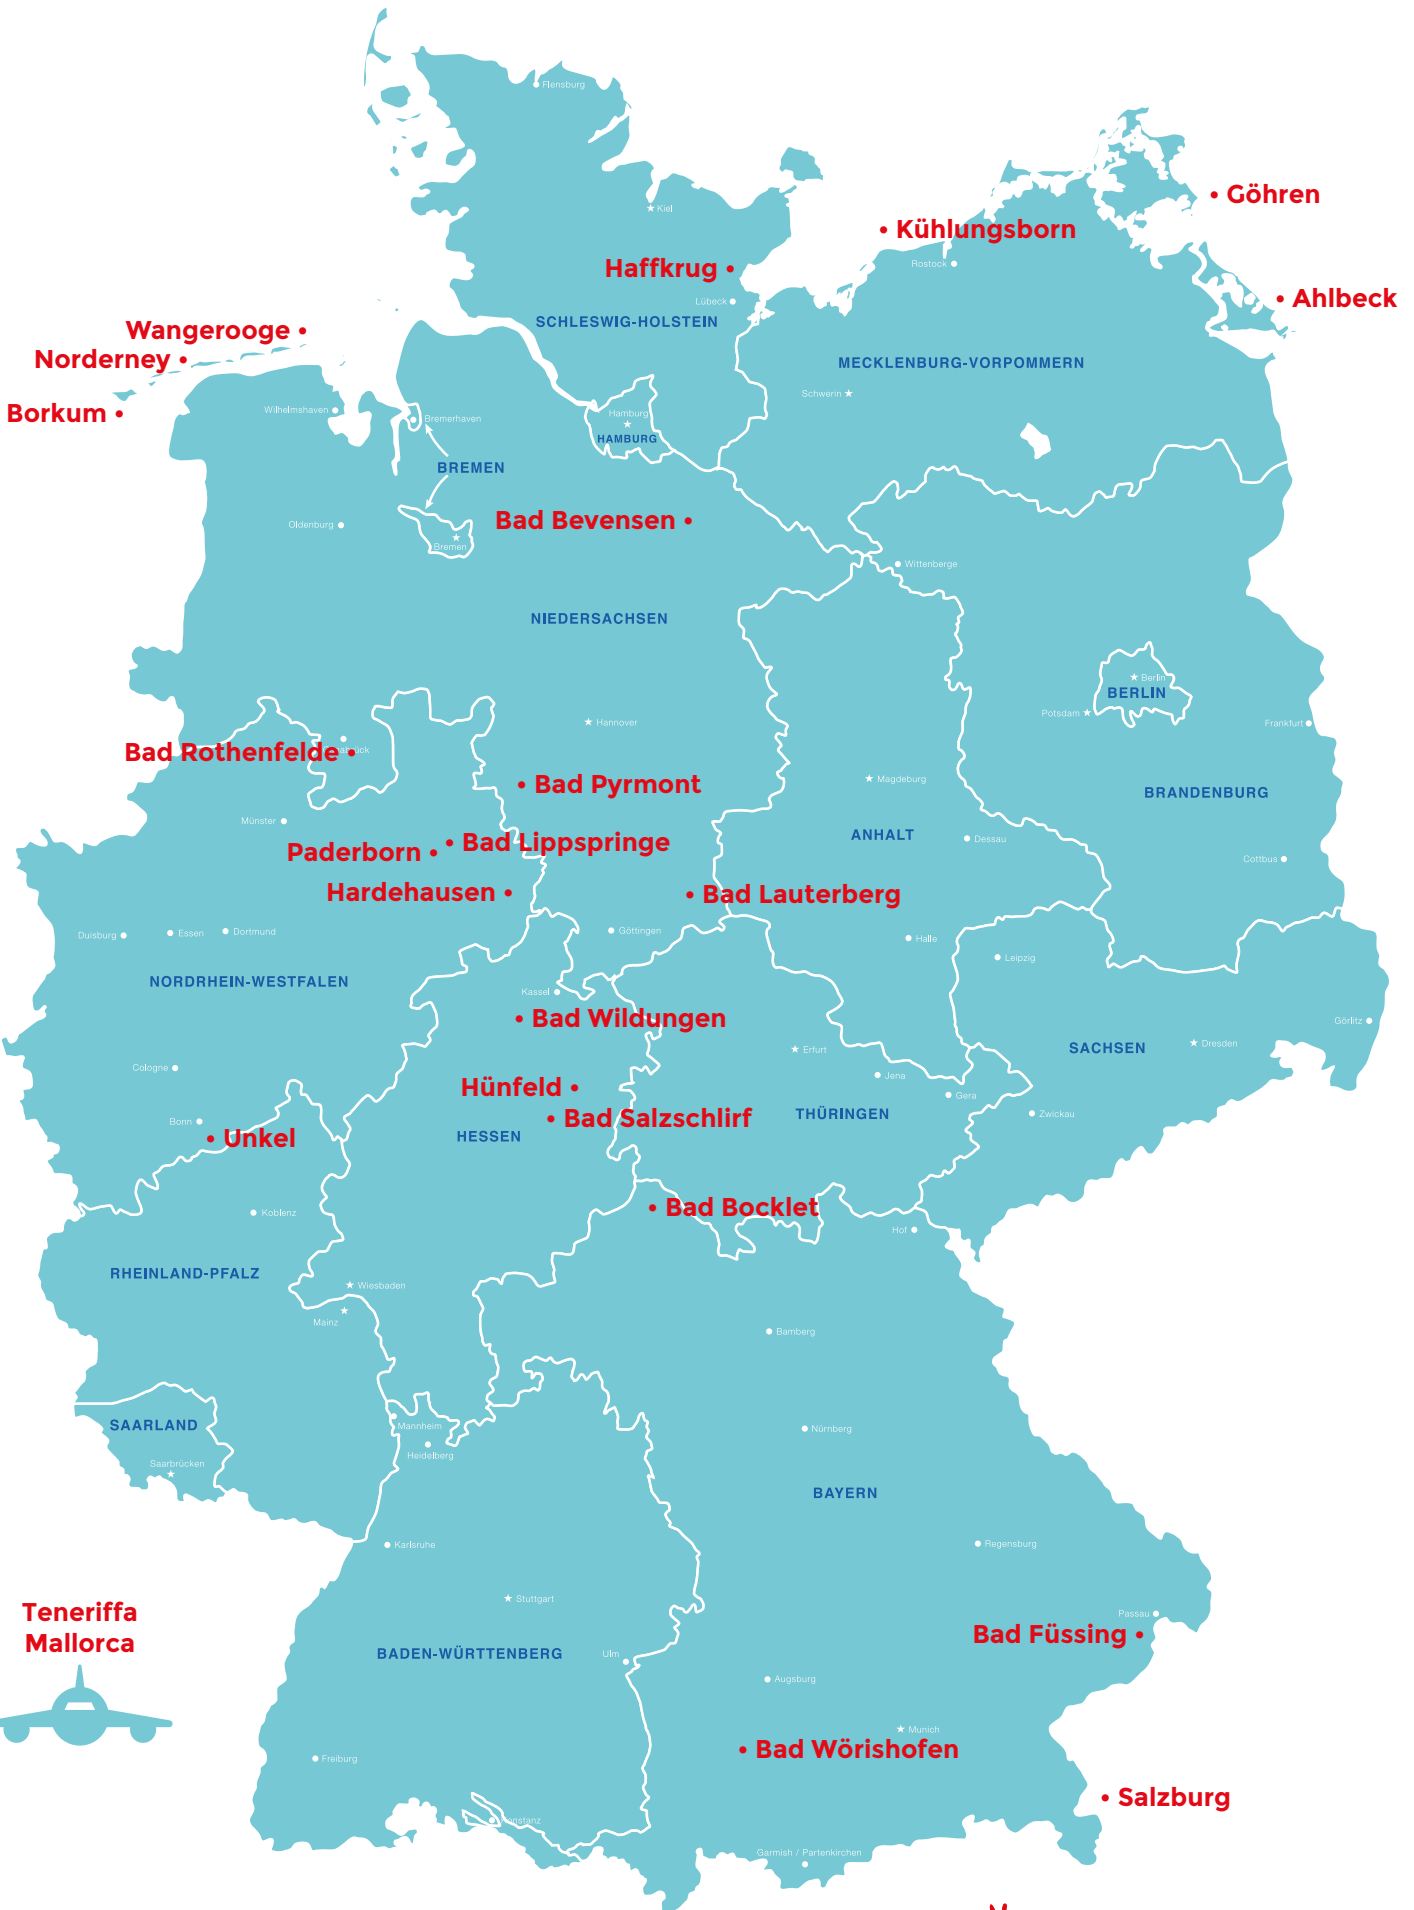 Flensburg
• Göhren
Kiel
• Kühlungsborn
Rostock
Haffkrug •
Lübeck
• Ahlbeck
SCHLESWIG-HOLSTEIN
Wangerooge •
Norderney •
MECKLENBURG-VORPOMMERN
Schwerin
Borkum •
Wilhelmshaven
Bremerhaven
Hamburg
HAMBURG
BREMEN
Bad Bevensen •
Oldenburg
Bremen
Wittenberge
NIEDERSACHSEN
Berlin
BERLIN
Potsdam
Hannover
Frankfurt
Bad Rothenfelde •
abrück
Magdeburg
• Bad Pyrmont
BRANDENBURG
Münster
ANHALT
Dessau
• Bad Lippspringe
Paderborn •
Cottbus
Hardehausen •
• Bad Lauterberg
Duisburg
Essen
Dortmund
Göttingen
Halle
Leipzig
NORDRHEIN-WESTFALEN
Kassel
• Bad Wildungen
Görlitz
Erfurt
SACHSEN
Dresden
Cologne
Jena
Hünfeld •
Gera
THÜRINGEN
Zwickau
• Bad Salzschlirf
Bonn
• Unkel
HESSEN
• Bad Bocklet
Koblenz
Hof
RHEINLAND-PFALZ
Wiesbaden
Mainz
Bamberg
SAARLAND
Mannheim
Nürnberg
Heidelberg
Saarbrücken
BAYERN
Karlsruhe
Regensburg
Stuttgart
Teneriffa
Mallorca
Passau
Bad Füssing •
BADEN-WÜRTTENBERG
Ulm
Augsburg
Munich
• Bad Wörishofen
Freiburg
• Salzburg
Konstanz
Garmish / Partenkirchen